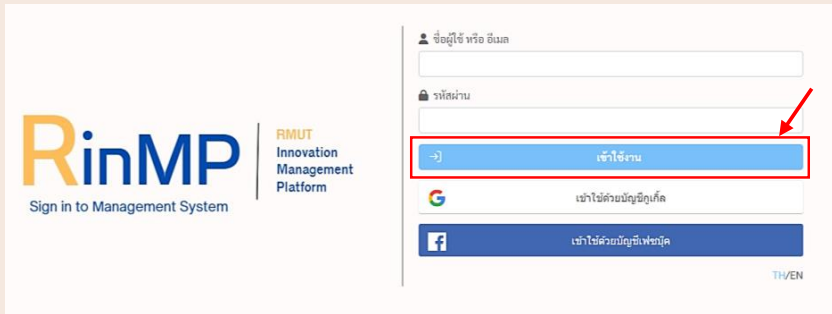 RinMP
Sign in to Management System
RMUT
Innovation
Management
Platform
ชื่อผู้ใช้ หรือ อีเมล
รหัสผ่าน
เข้าใช้งาน
เข้าใช้ด้วยบัญชีกูเกิ้ล
เข้าใช้ด้วยบัญชีเฟซบุ๊ค
TH/EN